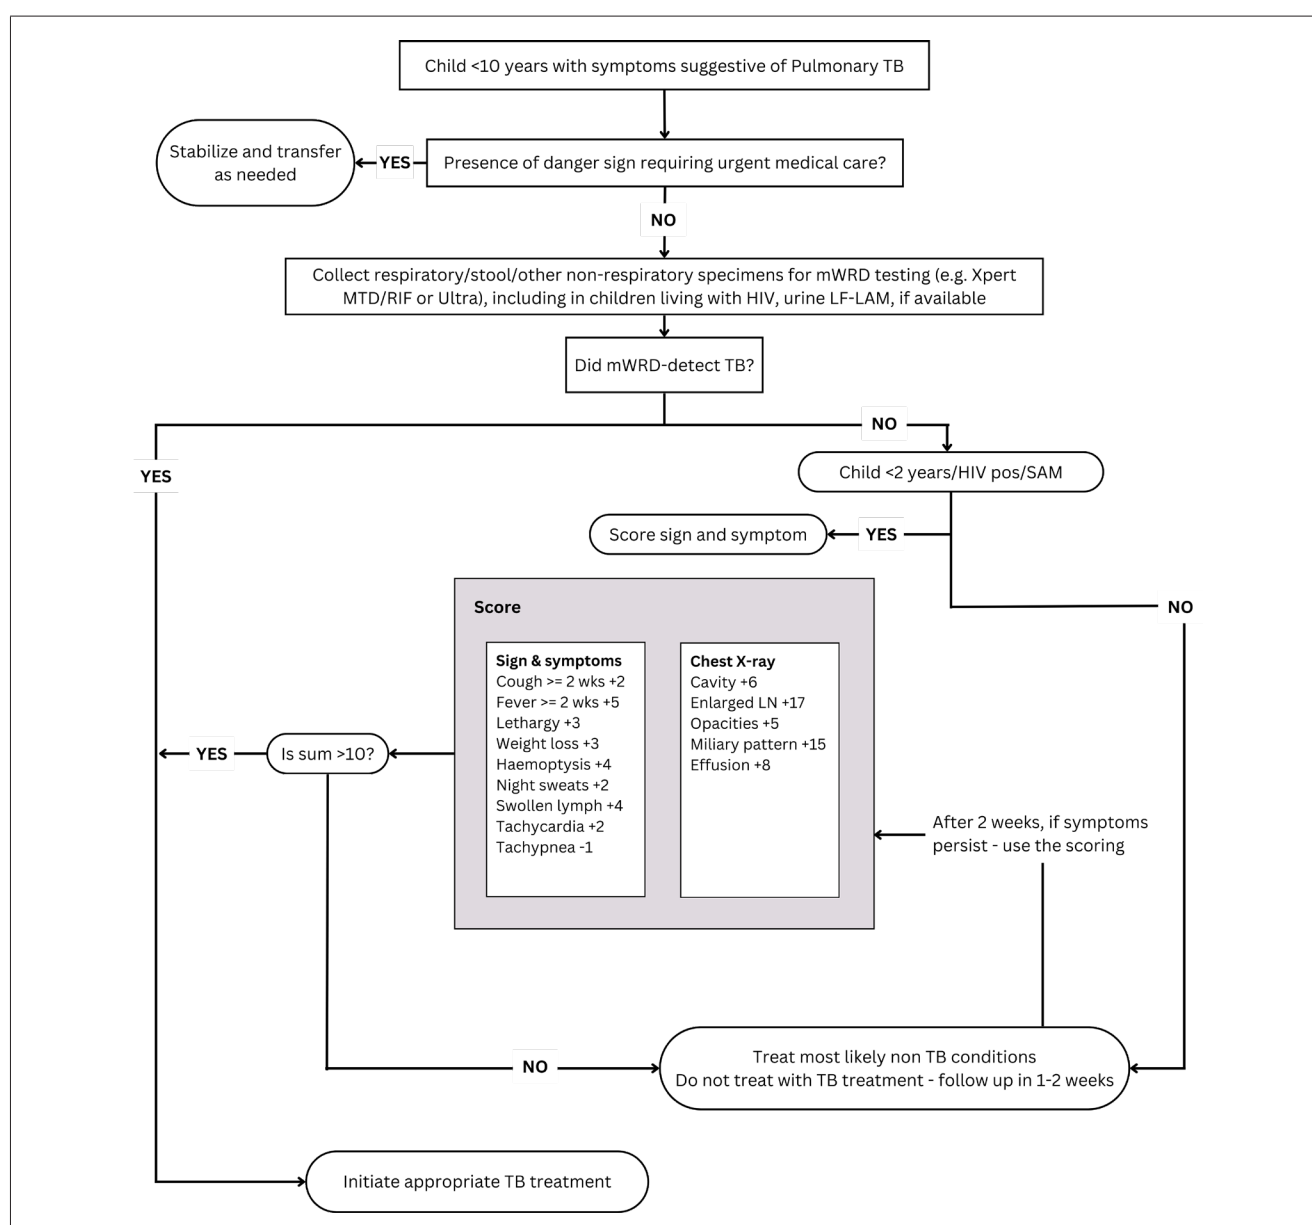 Child <10 years with symptoms suggestive of Pulmonary TB
Stabilize and transfer
as needed
YES
Presence of danger sign requiring urgent medical care?
NO
Collect respiratory/stool/other non-respiratory specimens for mWRD testing (e.g. Xpert
MTD/RIF or Ultra), including in children living with HIV, urine LF-LAM, if available
Did mWRD-detect TB?
NO
YES
Child <2 years/HIV pos/SAM
Score sign and symptom
YES
NO
Score
Sign & symptoms
Cough >= 2 wks +2
Fever >= 2 wks +5
Lethargy +3
Weight loss +3
Haemoptysis +4
Night sweats +2
Swollen lymph +4
Tachycardia +2
Tachypnea -1
Chest X-ray
Cavity +6
Enlarged LN +17
Opacities +5
Miliary pattern +15
Effusion +8
YES
Is sum >10?
After 2 weeks, if symptoms
persist - use the scoring
NO
Treat most likely non TB conditions
Do not treat with TB treatment - follow up in 1-2 weeks
Initiate appropriate TB treatment